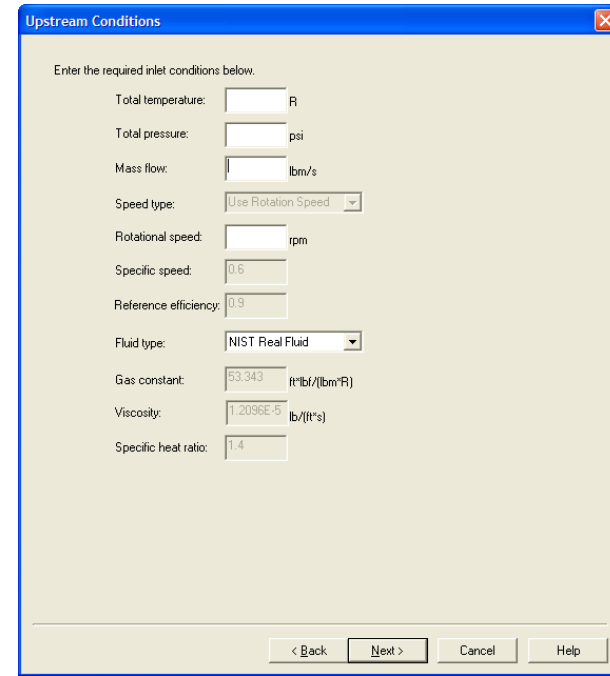 Upstream Conditions
Enter the required inlet conditions below.
Total temperature: R
Total pressure: psi
Mass flow: lbm/s
Speed type: Use Rotation Speed
Rotational speed: rpm
Specific speed: 0.6
Reference efficiency: 0.9
Fluid type: NIST Real Fluid
Gas constant: 53.343 ft*lbf/(lbm*R)
Viscosity: 1.2096E-5 lb/(ft*s)
Specific heat ratio: 1.4
< Back Next > Cancel Help